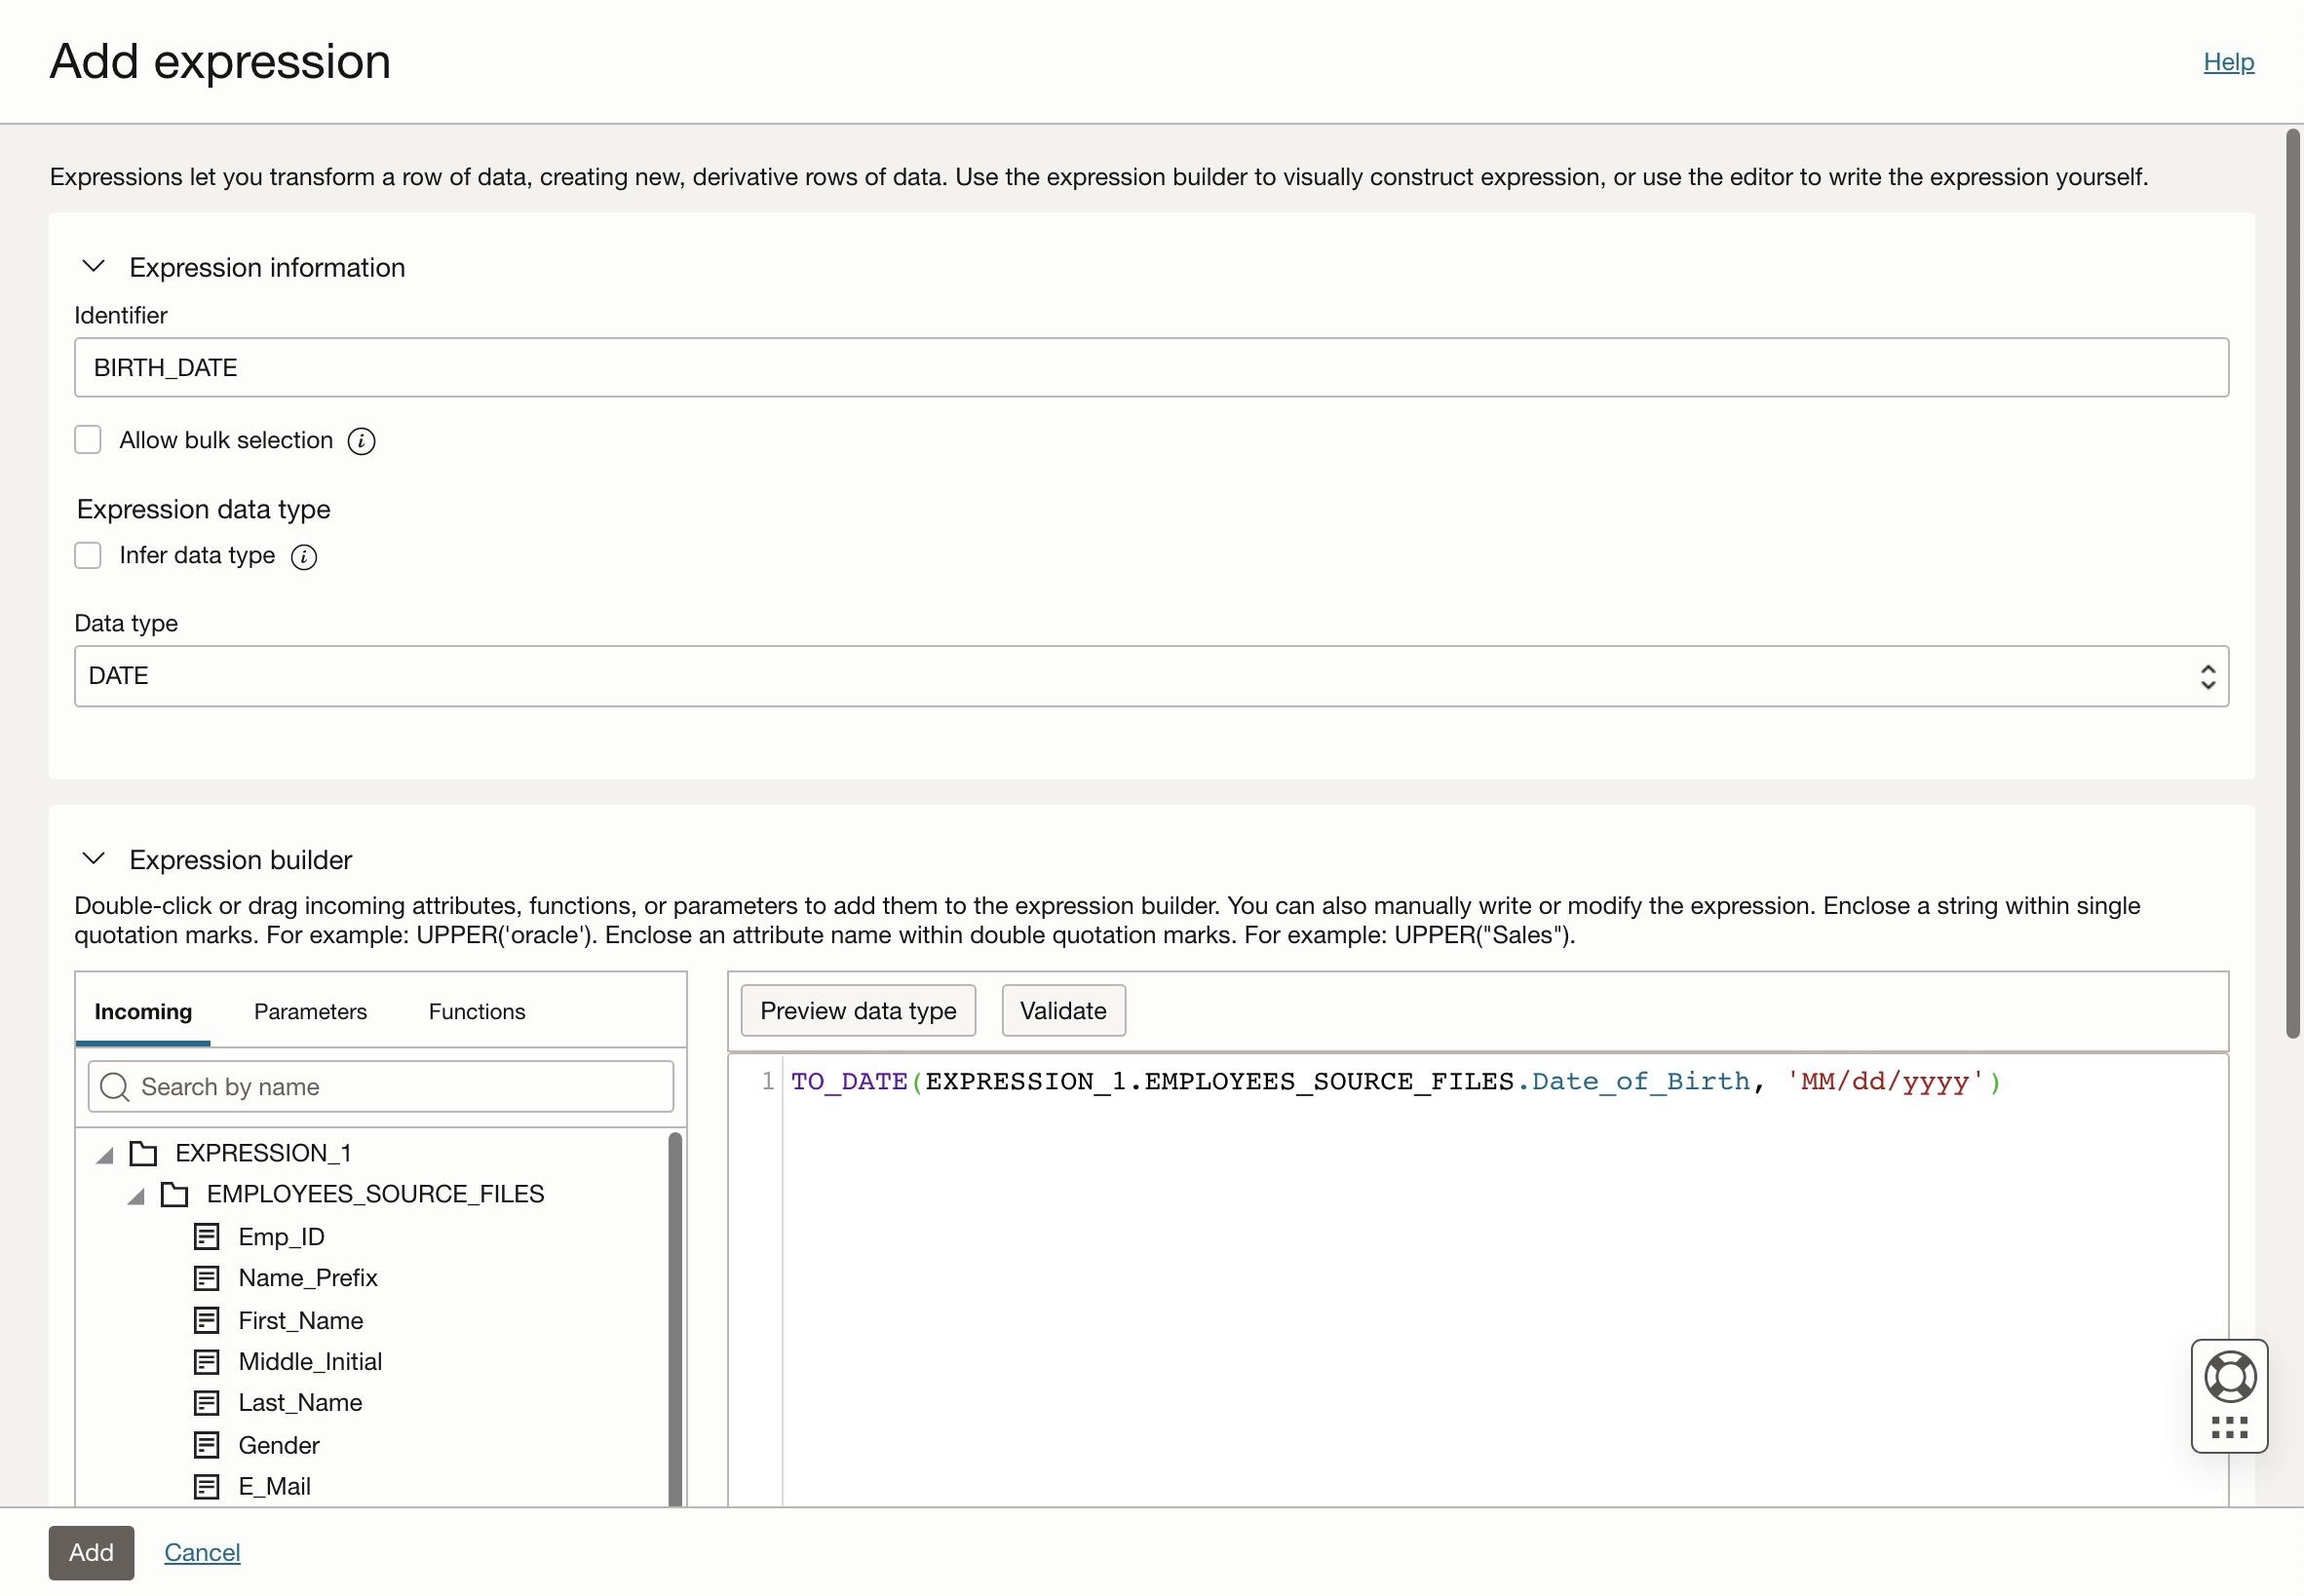 Add expression
Help
Expressions let you transform a row of data, creating new, derivative rows of data. Use the expression builder to visually construct expression, or use the editor to write the expression yourself.
Expression information
Identifier
BIRTH_DATE
Allow bulk selection
Expression data type
Infer data type
Data type
DATE
Expression builder
Double-click or drag incoming attributes, functions, or parameters to add them to the expression builder. You can also manually write or modify the expression. Enclose a string within single
quotation marks. For example: UPPER('oracle'). Enclose an attribute name within double quotation marks. For example: UPPER("Sales").
Incoming Parameters Functions
Search by name
EXPRESSION_1
EMPLOYEES_SOURCE_FILES
Emp_ID
Name_Prefix
First_Name
Middle_Initial
Last_Name
Gender
E_Mail
Preview data type Validate
1 TO_DATE(EXPRESSION_1.EMPLOYEES_SOURCE_FILES.Date_of_Birth, 'MM/dd/yyyy')
Add Cancel